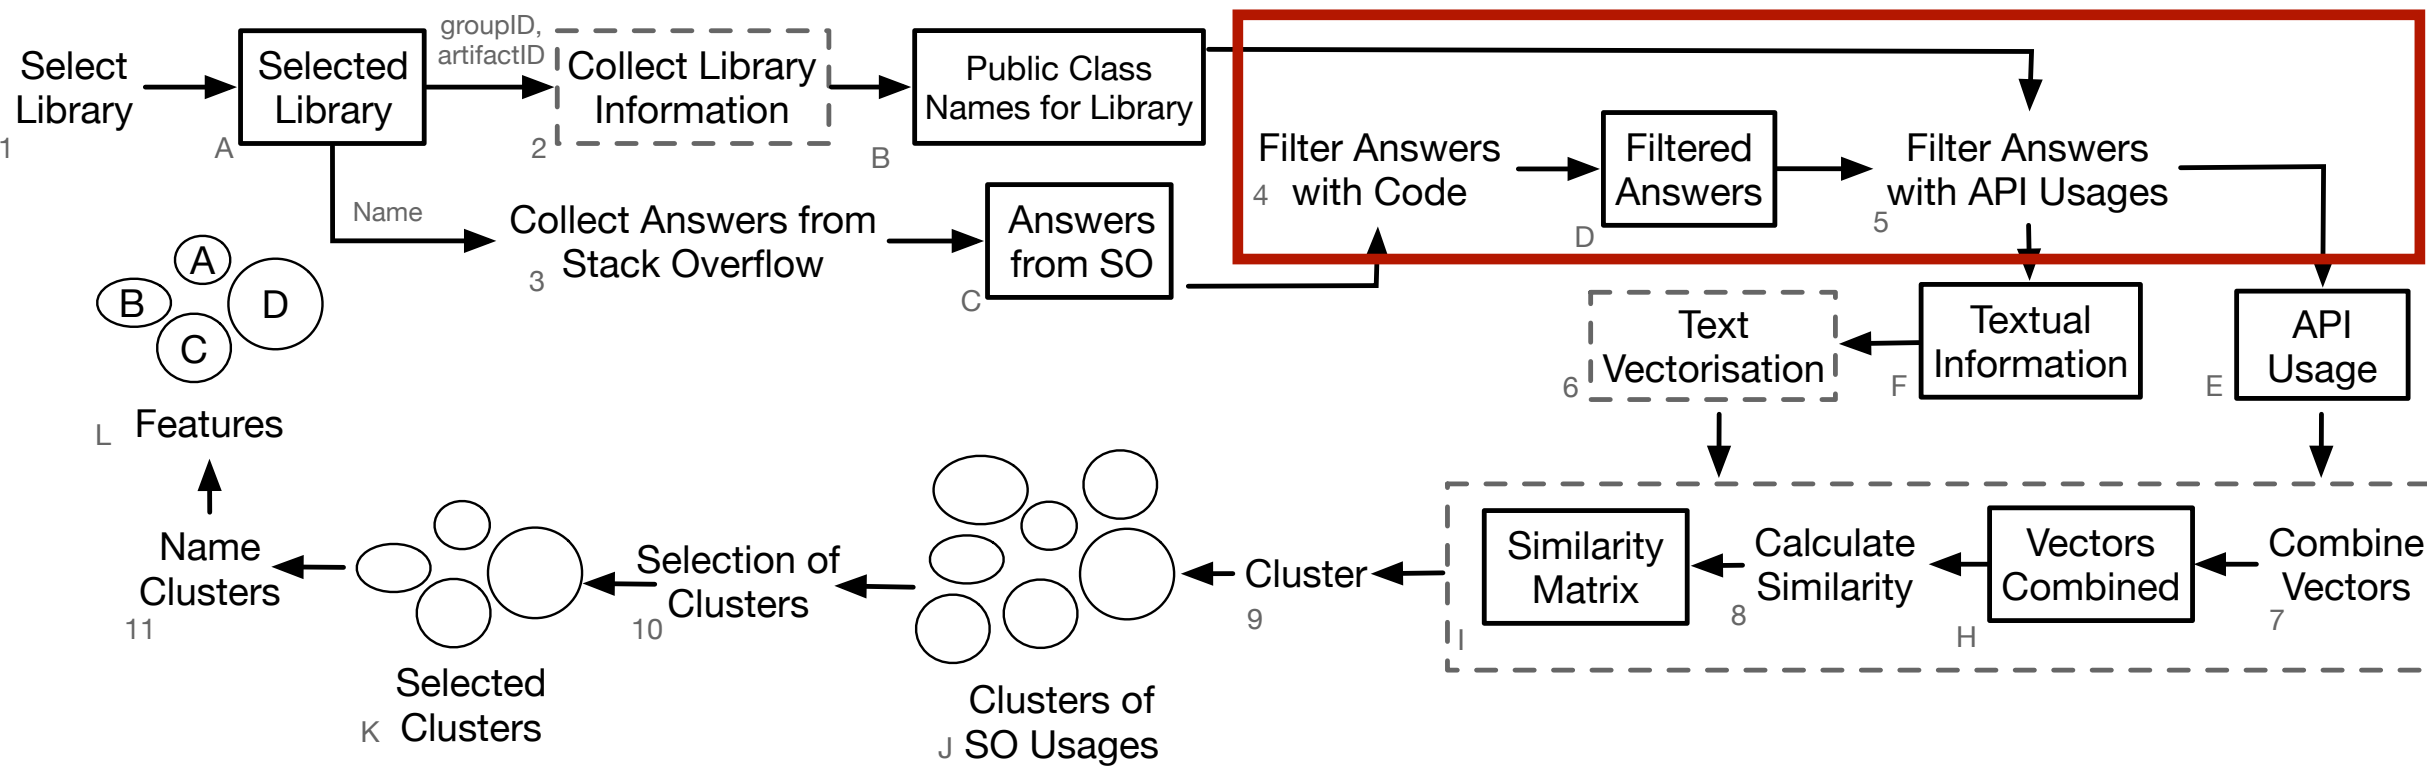 groupID,
artifactID
Select
Library
1
Selected
Library
A
Collect Library
Information
2
Public Class
Names for Library
B
Name
Collect Answers from
Stack Overflow
3
Answers
from SO
C
Filter Answers
with Code
4
Filtered
Answers
D
Filter Answers
with API Usages
5
Textual
Information
F
API
Usage
E
Text
Vectorisation
6
Combine
Vectors
7
Vectors
Combined
H
Calculate
Similarity
8
Similarity
Matrix
I
Cluster
9
Clusters of
SO Usages
J
Selection of
Clusters
10
Selected
Clusters
K
Name
Clusters
11
A
B
C
D
Features
L